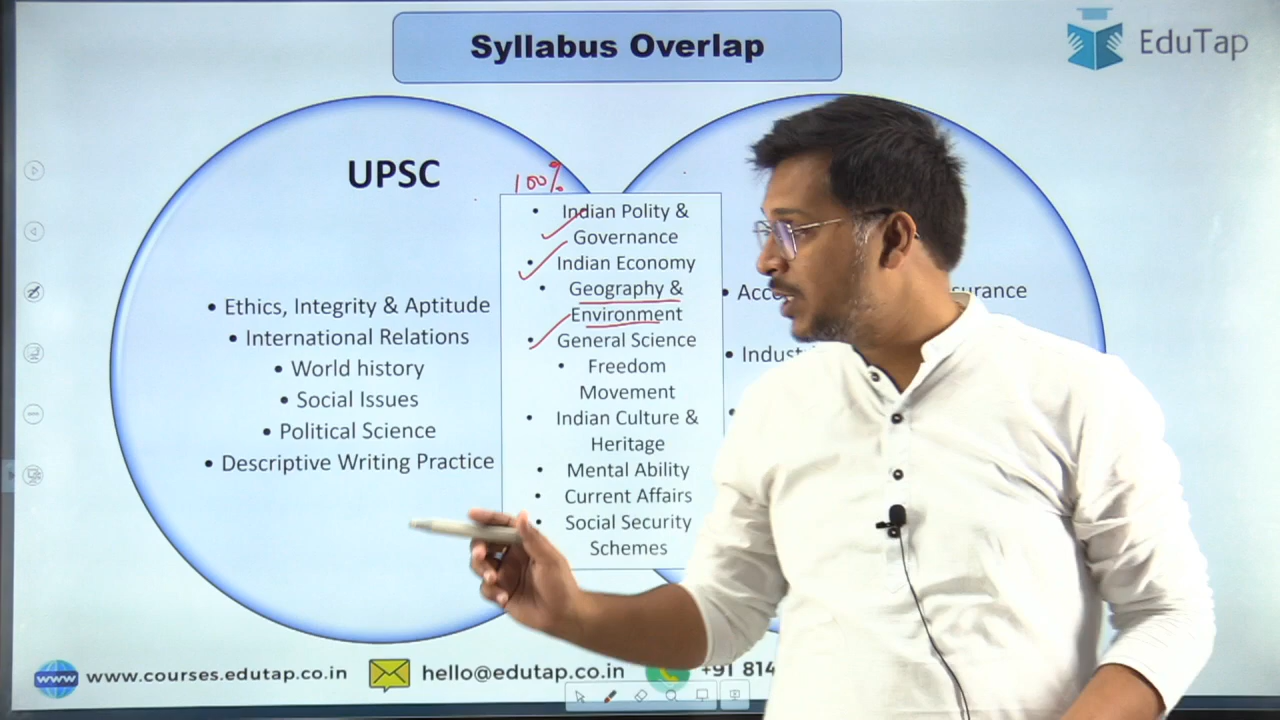 Syllabus Overlap
EduTap
UPSC
100%
• Ethics, Integrity & Aptitude
• International Relations
• World history
• Social Issues
• Political Science
• Descriptive Writing Practice
• Indian Polity &
Governance
• Indian Economy
• Geography &
Environment
• General Science
• Freedom
Movement
• Indian Culture &
Heritage
• Mental Ability
• Current Affairs
• Social Security
Schemes
www.courses.edutap.co.in
hello@edutap.co.in
+91 814